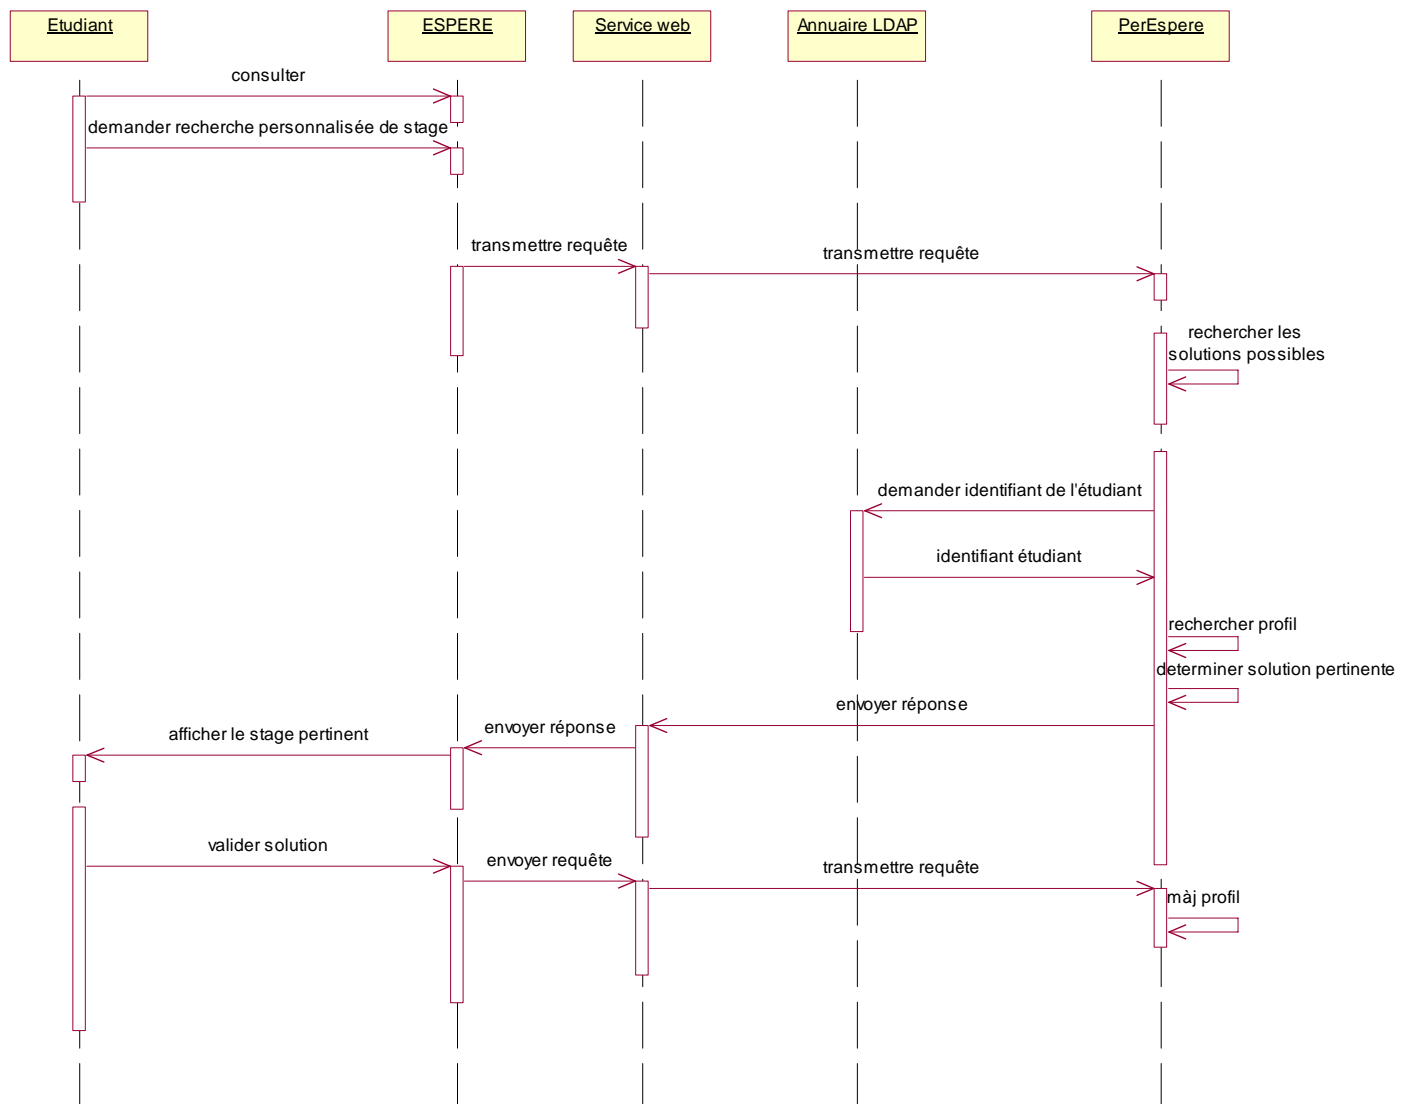 Etudiant
ESPERE
Service web
Annuaire LDAP
PerEspere
consulter
demander recherche personnalisée de stage
transmettre requête
transmettre requête
rechercher les
solutions possibles
demander identifiant de l'étudiant
identifiant étudiant
rechercher profil
determiner solution pertinente
envoyer réponse
envoyer réponse
afficher le stage pertinent
valider solution
envoyer requête
transmettre requête
màj profil